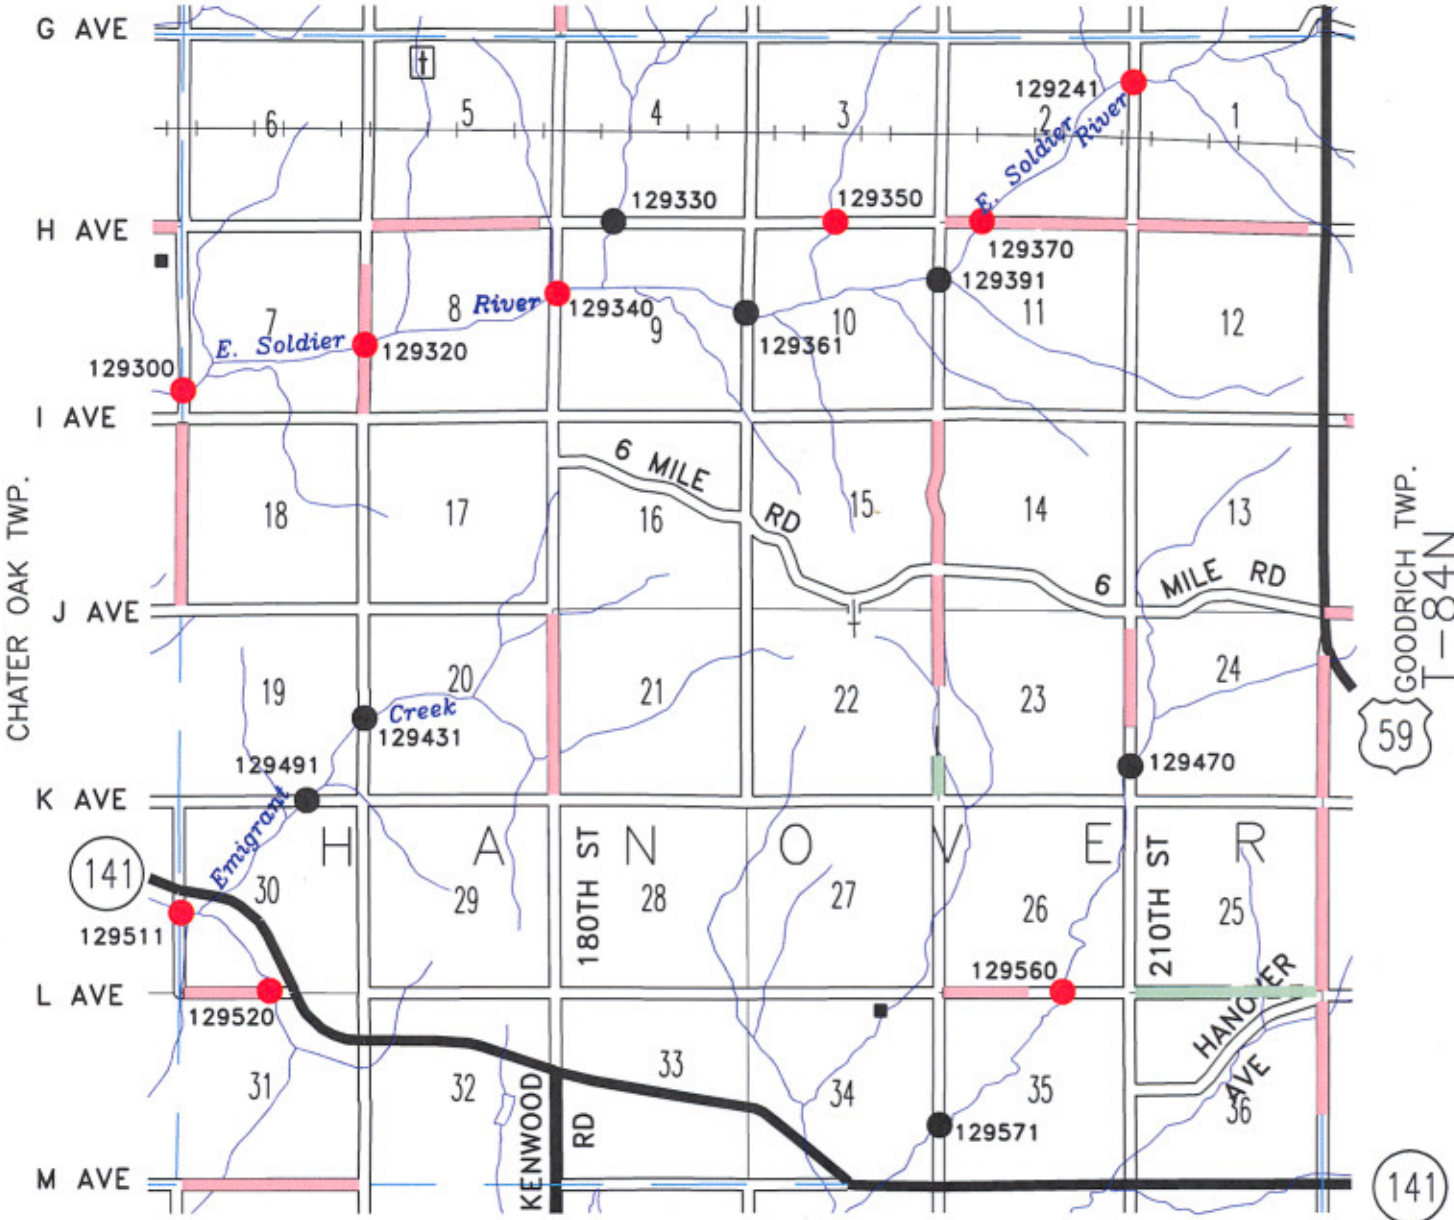 G AVE
129241
6
5
4
3
2
1
E. Soldier River
129330
129350
H AVE
129370
129391
7
8
River
129340
9
10
11
12
E. Soldier
129320
129361
129300
I AVE
6 MILE RD
18
17
16
15
14
13
CHATER OAK TWP.
GOODRICH TWP.
T-84N
J AVE
6 MILE RD
19
20
21
22
23
24
Creek
129431
59
129491
129470
K AVE
Emigrant
HANOVER
141
180TH ST
210TH ST
30
29
28
27
26
25
129511
129560
L AVE
129520
HANOVER AVE
31
32
33
34
35
36
KENWOOD RD
129571
M AVE
141